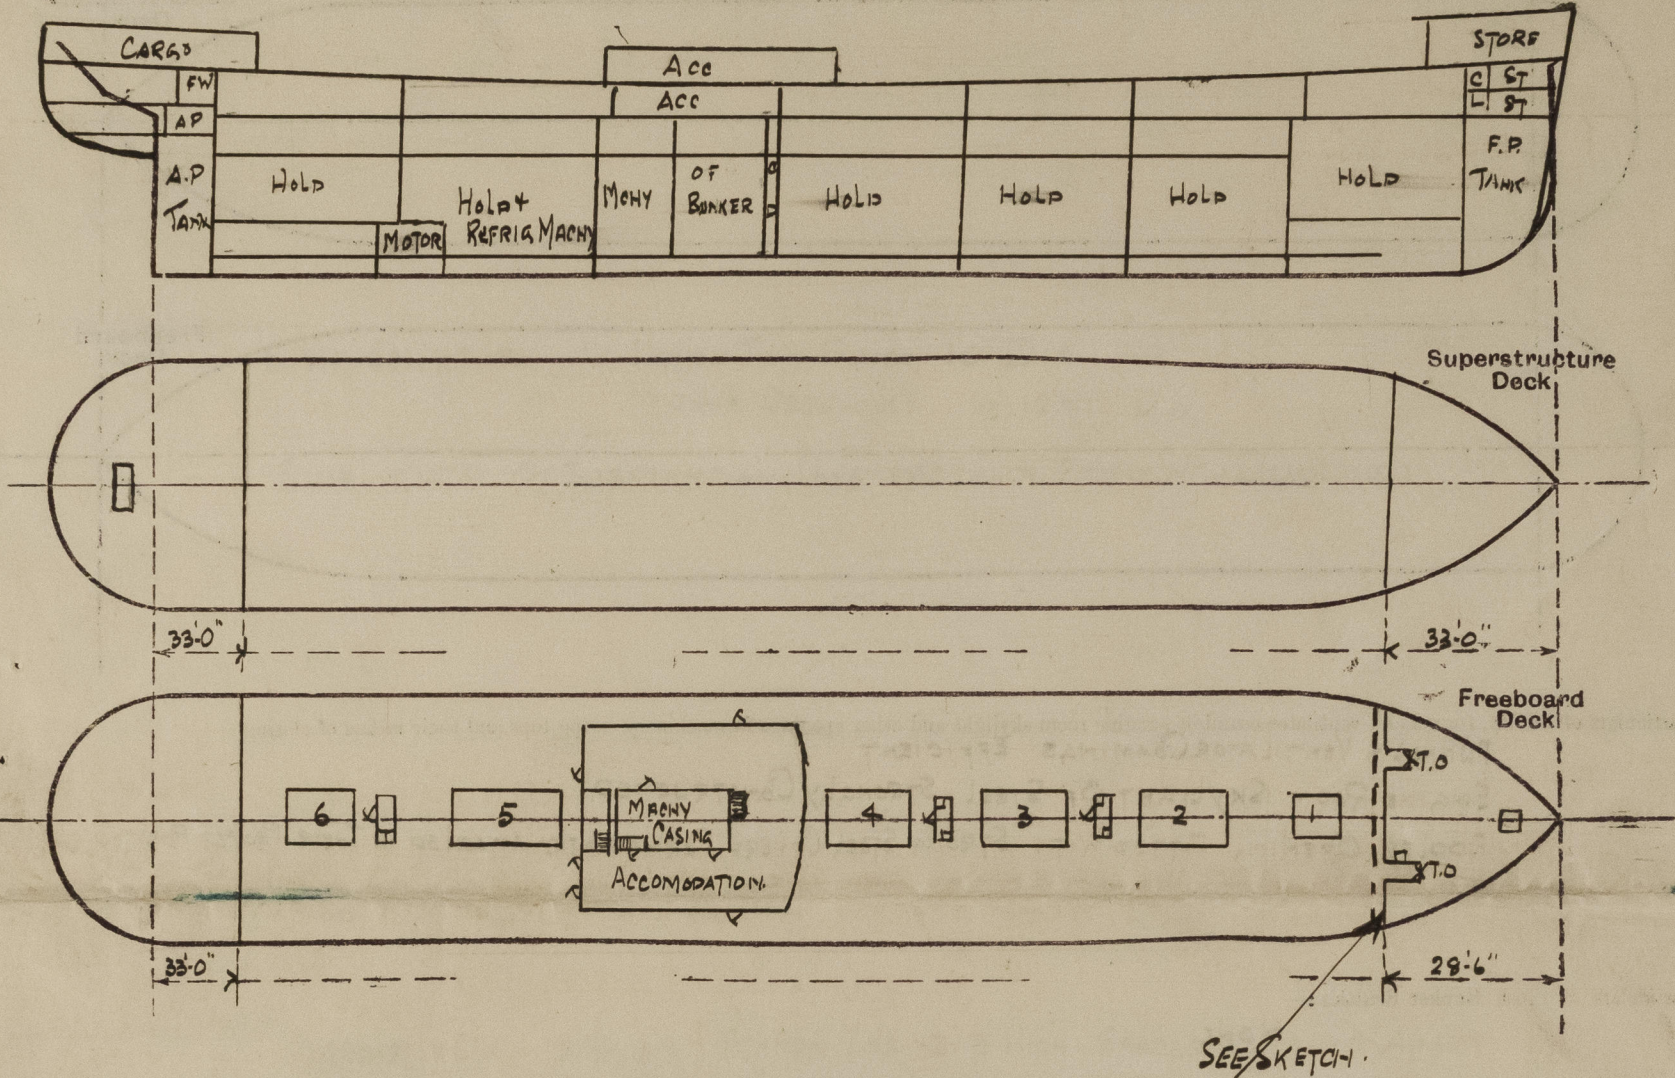 CARGO
ACC
STORE
FW
ACC
C ST
L ST
AP
A.P
TANK
HOLD
HOLD &
REFRIG MACHY
MOTOR
MCHY
OF
BUNKER
C
D
HOLD
HOLD
HOLD
HOLD
F.P.
TANK
Superstructure
Deck
33'-0"
33'-0"
Freeboard
Deck
6
5
MACHY
CASING
ACCOMODATION.
4
3
2
1
T.O
T.O
33'-0"
28'-6"
SEE SKETCH.